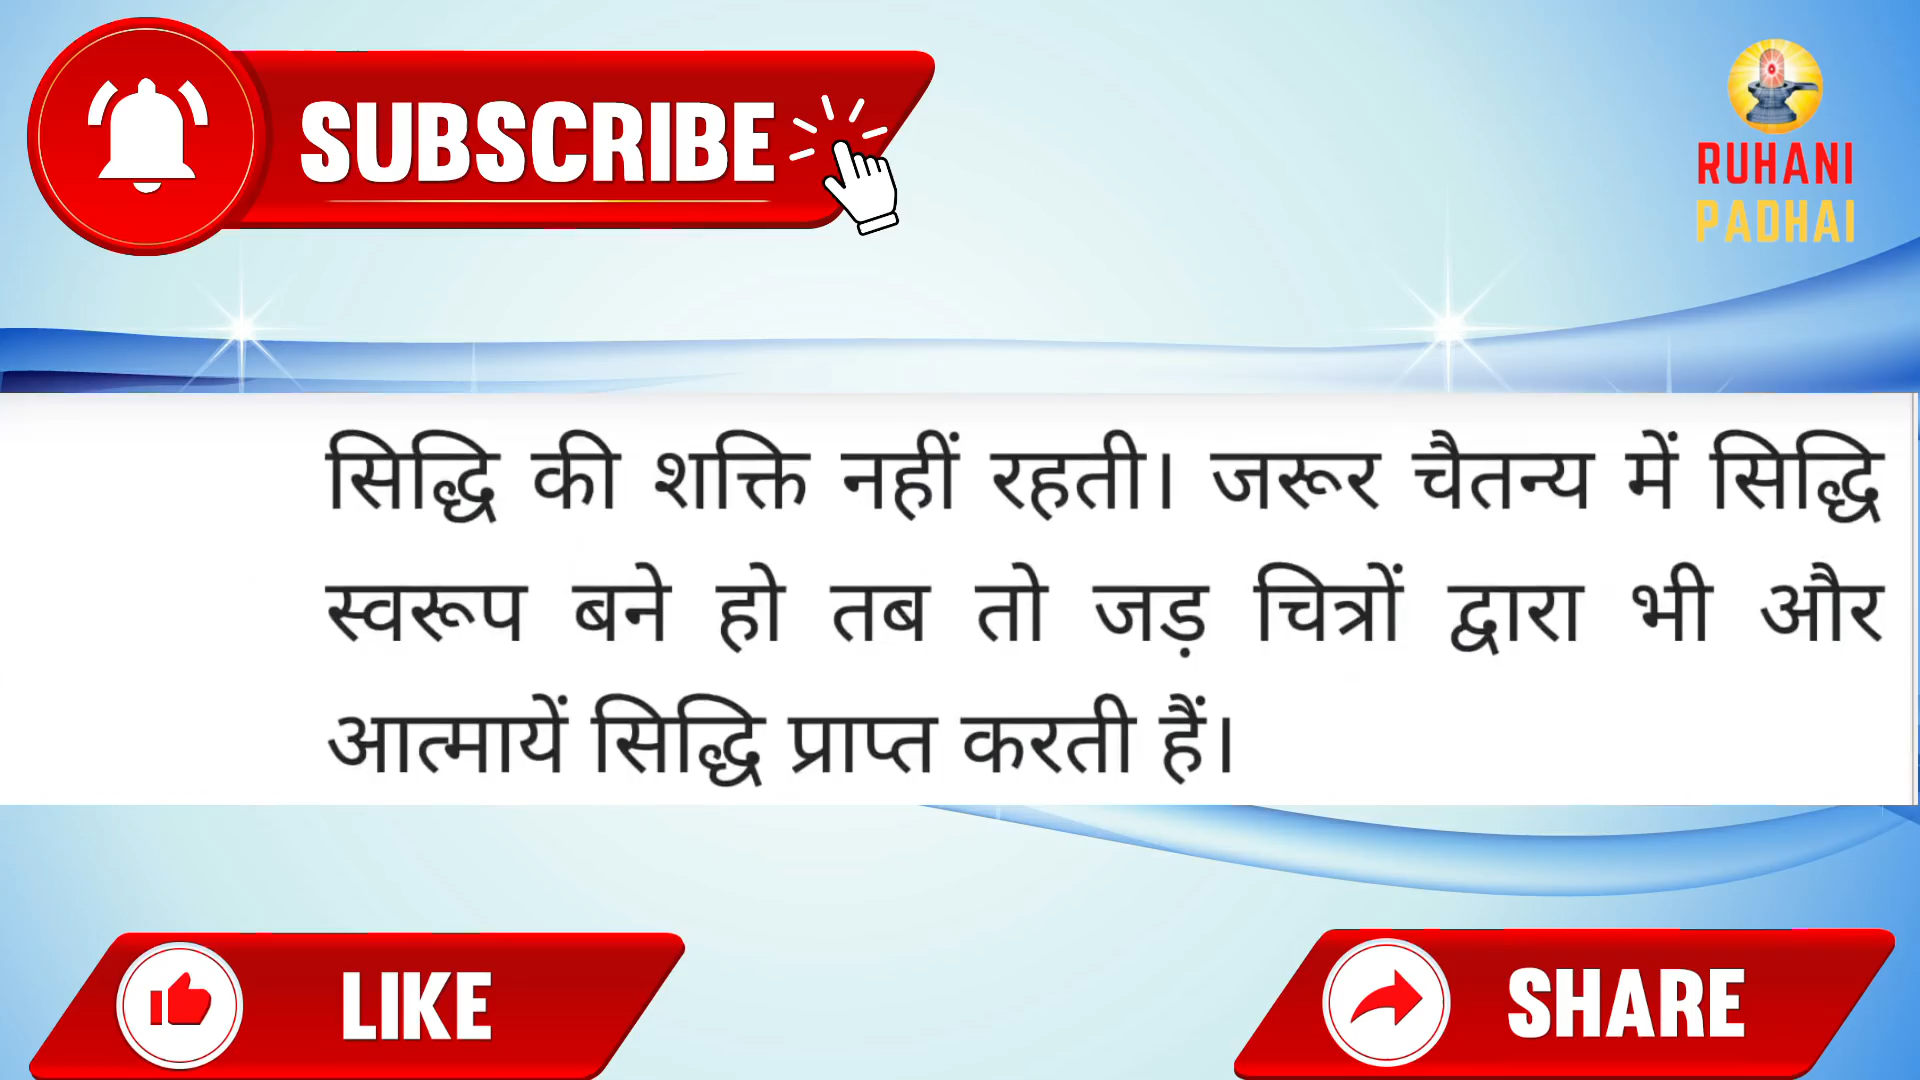 SUBSCRIBE
RUHANI
PADHAI
सिद्धि की शक्ति नहीं रहती। जरूर चैतन्य में सिद्धि
स्वरूप बने हो तब तो जड़ चित्रों द्वारा भी और
आत्मायें सिद्धि प्राप्त करती हैं।
LIKE
SHARE